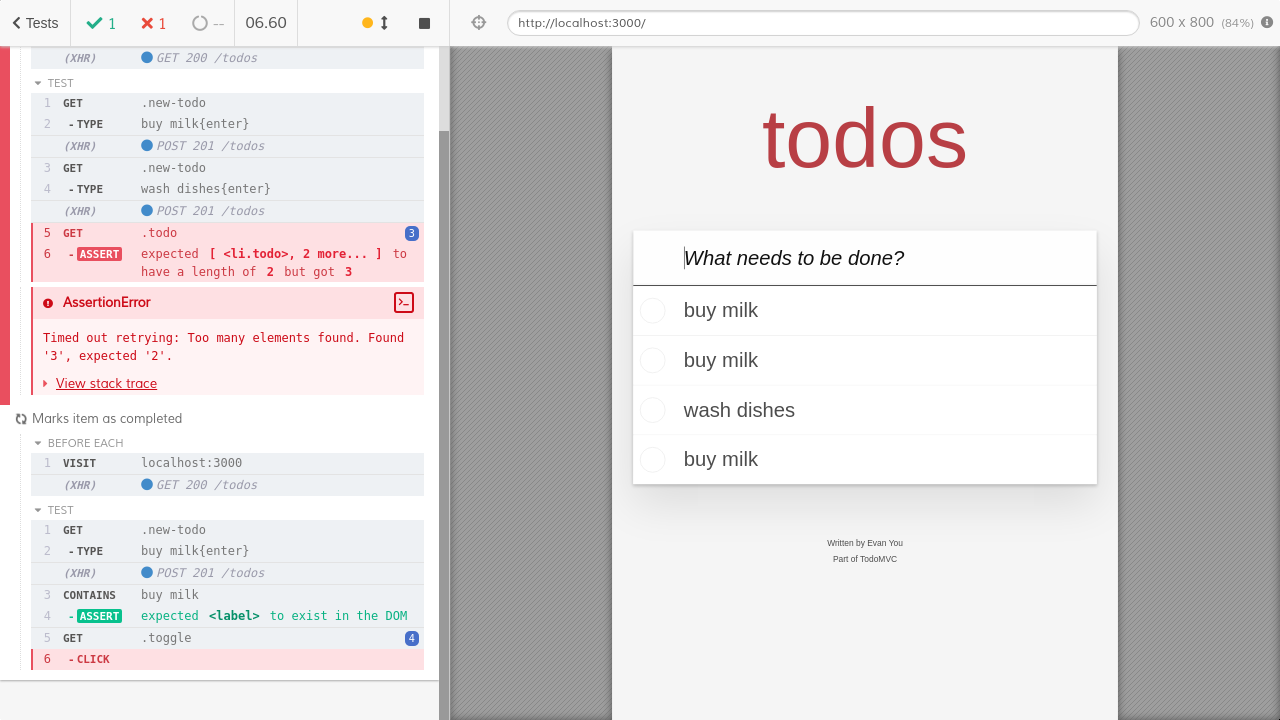 Tests 1 1 -- 06.60
http://localhost:3000/ 600 x 800 (84%)
(XHR) GET 200 /todos
TEST
1 GET .new-todo
2 - TYPE buy milk{enter}
(XHR) POST 201 /todos
3 GET .new-todo
4 - TYPE wash dishes{enter}
(XHR) POST 201 /todos
5 GET .todo 3
6 - ASSERT expected [ <li.todo>, 2 more... ] to
have a length of 2 but got 3
AssertionError
Timed out retrying: Too many elements found. Found
'3', expected '2'.
View stack trace
Marks item as completed
BEFORE EACH
1 VISIT localhost:3000
(XHR) GET 200 /todos
TEST
1 GET .new-todo
2 - TYPE buy milk{enter}
(XHR) POST 201 /todos
3 CONTAINS buy milk
4 - ASSERT expected <label> to exist in the DOM
5 GET .toggle 4
6 - CLICK
todos
What needs to be done?
buy milk
buy milk
wash dishes
buy milk
Written by Evan You
Part of TodoMVC